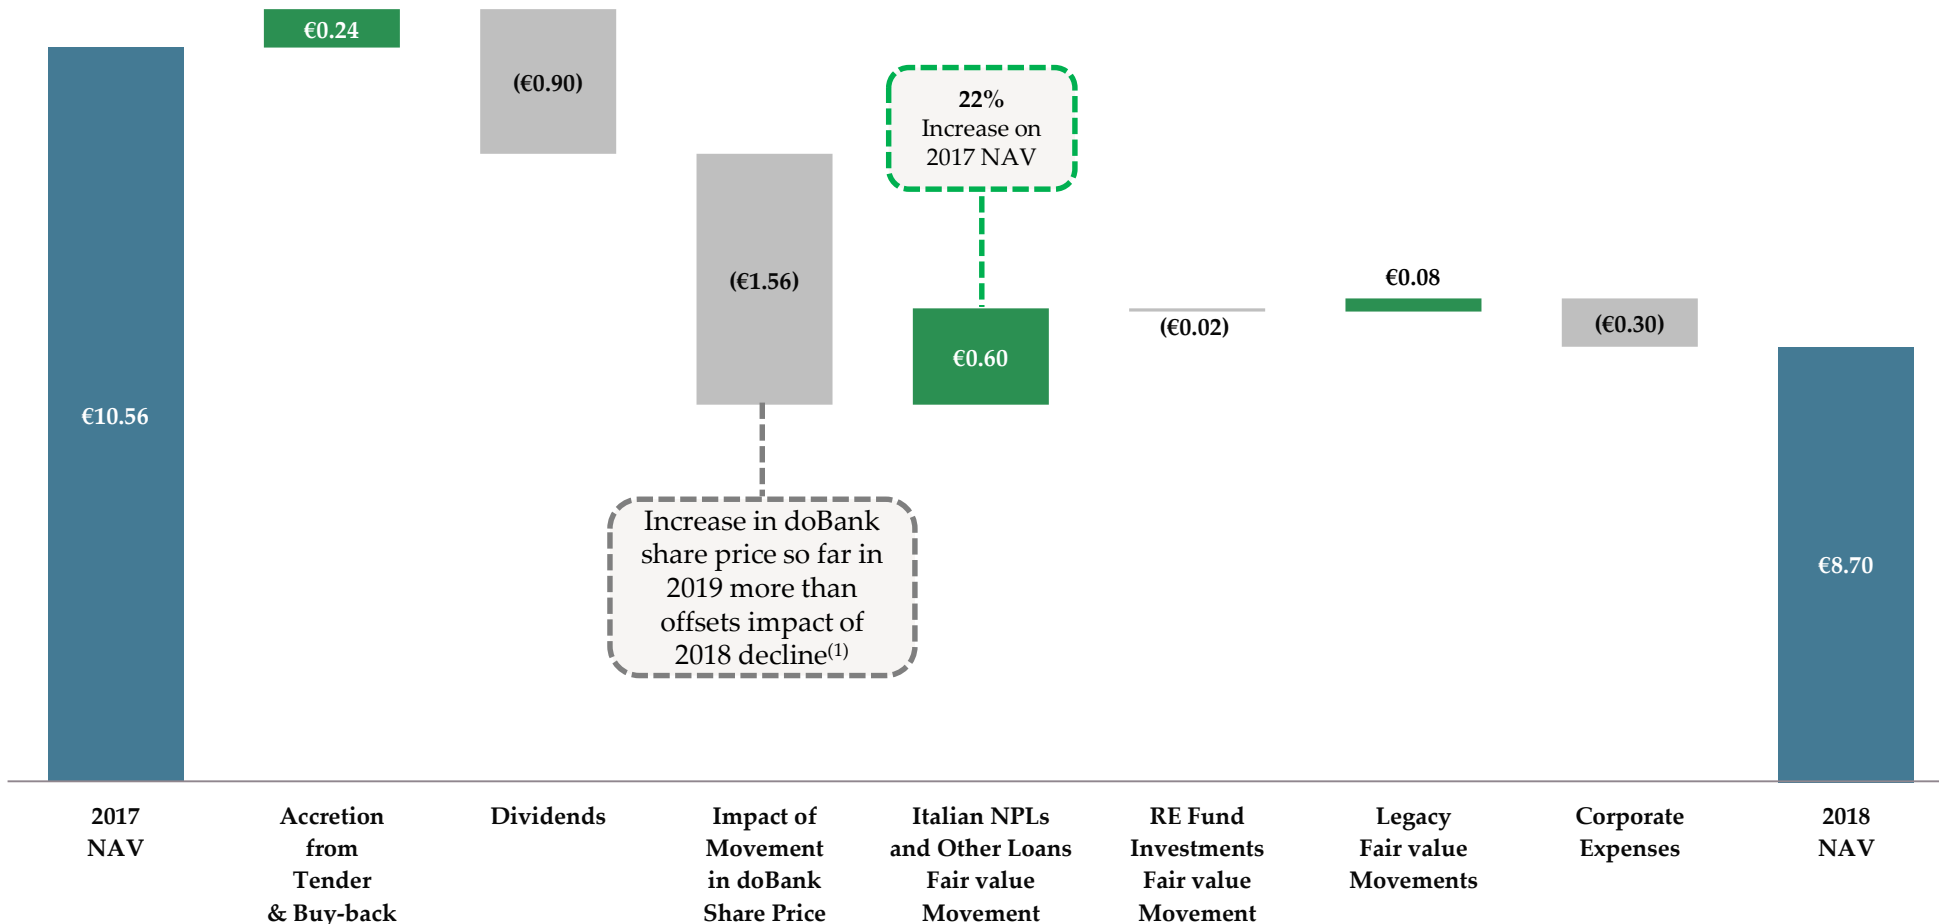 €0.24
(€0.90)
22%
Increase on
2017 NAV
(€1.56)
€0.08
(€0.02)
(€0.30)
€0.60
€10.56
Increase in doBank
share price so far in
2019 more than
offsets impact of
2018 decline(1)
€8.70
2017
NAV
Accretion
from
Tender
& Buy-back
Dividends
Impact of
Movement
in doBank
Share Price
Italian NPLs
and Other Loans
Fair value
Movement
RE Fund
Investments
Fair value
Movement
Legacy
Fair value
Movements
Corporate
Expenses
2018
NAV